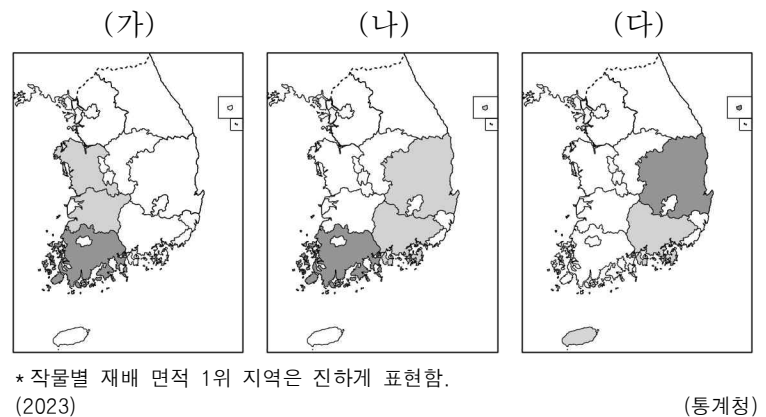 (가) (나) (다)
* 작물별 재배 면적 1위 지역은 진하게 표현함.
(2023) (통계청)